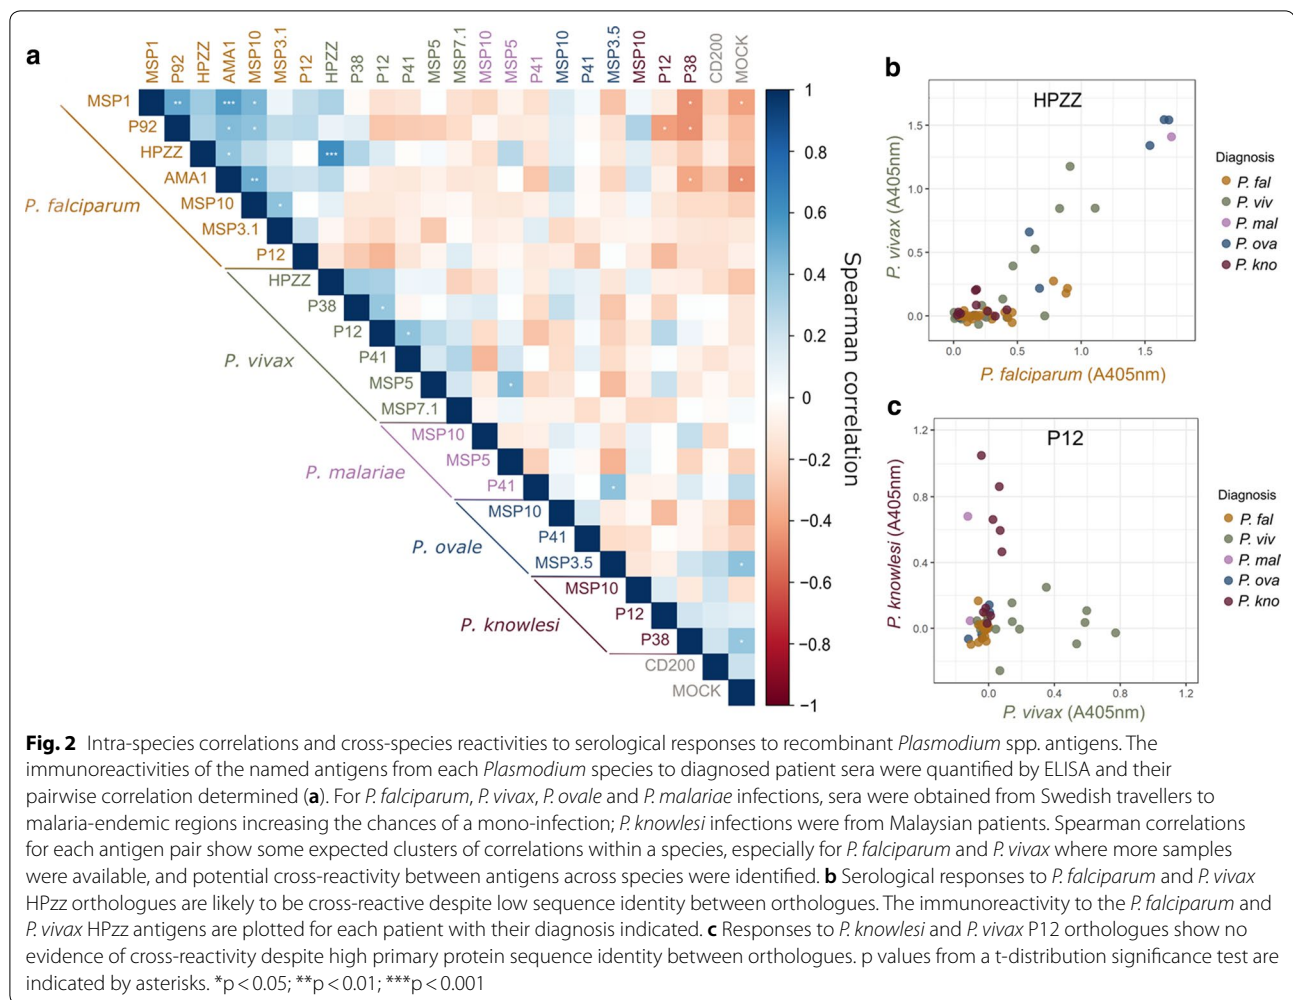 a
MSP1
P92
HPZZ
AMA1
MSP10
MSP3.1
P12
HPZZ
P38
P12
P41
MSP5
MSP7.1
MSP10
MSP5
P41
MSP10
P41
MSP3.5
MSP10
P12
P38
CD200
MOCK
MSP1 ** *** * * *
P92 * * * *
HPZZ * ***
AMA1 ** * *
MSP10 *
MSP3.1
P12
HPZZ
P38 *
P12 *
P41
MSP5 *
MSP7.1
MSP10
MSP5
P41 *
MSP10
P41
MSP3.5 *
MSP10
P12
P38 *
CD200
MOCK
P. falciparum
P. vivax
P. malariae
P. ovale
P. knowlesi
1
0.8
0.6
0.4
0.2
0
−0.2
−0.4
−0.6
−0.8
−1
Spearman correlation
b
HPZZ
P. vivax (A405nm)
1.5
1.0
0.5
0.0
0.0 0.5 1.0 1.5
P. falciparum (A405nm)
Diagnosis
P. fal
P. viv
P. mal
P. ova
P. kno
c
P12
P. knowlesi (A405nm)
1.2
0.8
0.4
0.0
0.0 0.4 0.8 1.2
P. vivax (A405nm)
Diagnosis
P. fal
P. viv
P. mal
P. ova
P. kno
Fig. 2 Intra-species correlations and cross-species reactivities to serological responses to recombinant Plasmodium spp. antigens. The
immunoreactivities of the named antigens from each Plasmodium species to diagnosed patient sera were quantified by ELISA and their
pairwise correlation determined (a). For P. falciparum, P. vivax, P. ovale and P. malariae infections, sera were obtained from Swedish travellers to
malaria-endemic regions increasing the chances of a mono-infection; P. knowlesi infections were from Malaysian patients. Spearman correlations
for each antigen pair show some expected clusters of correlations within a species, especially for P. falciparum and P. vivax where more samples
were available, and potential cross-reactivity between antigens across species were identified. b Serological responses to P. falciparum and P. vivax
HPzz orthologues are likely to be cross-reactive despite low sequence identity between orthologues. The immunoreactivity to the P. falciparum and
P. vivax HPzz antigens are plotted for each patient with their diagnosis indicated. c Responses to P. knowlesi and P. vivax P12 orthologues show no
evidence of cross-reactivity despite high primary protein sequence identity between orthologues. p values from a t-distribution significance test are
indicated by asterisks. *p < 0.05; **p < 0.01; ***p < 0.001